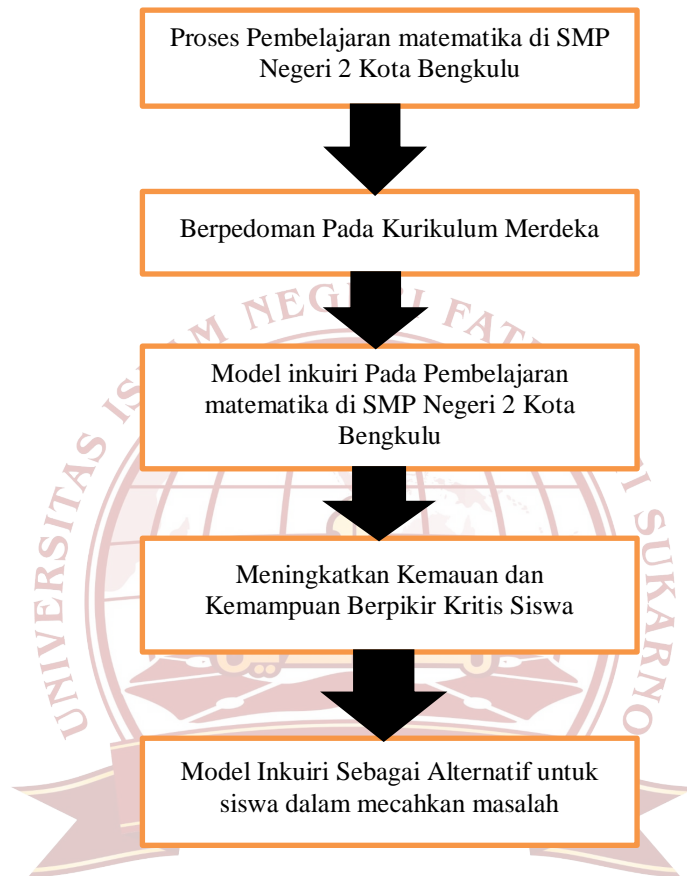 Proses Pembelajaran matematika di SMP
Negeri 2 Kota Bengkulu
Berpedoman Pada Kurikulum Merdeka
Model inkuiri Pada Pembelajaran
matematika di SMP Negeri 2 Kota
Bengkulu
Meningkatkan Kemauan dan
Kemampuan Berpikir Kritis Siswa
Model Inkuiri Sebagai Alternatif untuk
siswa dalam mecahkan masalah
UNIVERSITAS
SUKARNO